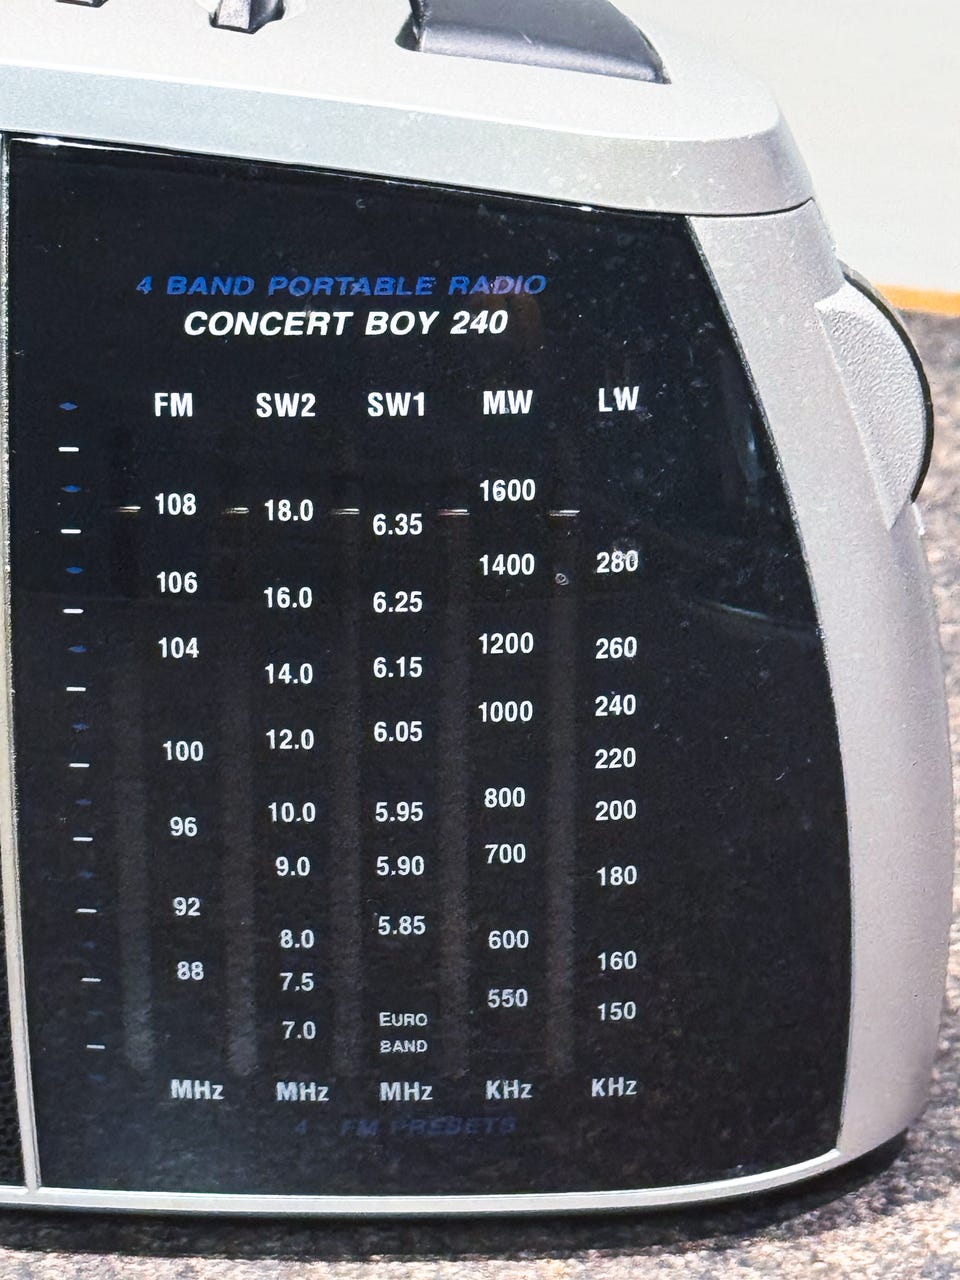 4 BAND PORTABLE RADIO
CONCERT BOY 240
FM SW2 SW1 MW LW
1600
108 18.0 6.35
1400 280
106 16.0 6.25
104 14.0 6.15 1200 260
12.0 6.05 1000 240
100 220
96 10.0 5.95 800 200
9.0 5.90 700 180
92 8.0 5.85 600
88 7.5 160
550 150
7.0 EURO
BAND
MHz MHz MHz KHz KHz
4 FM PRESETS